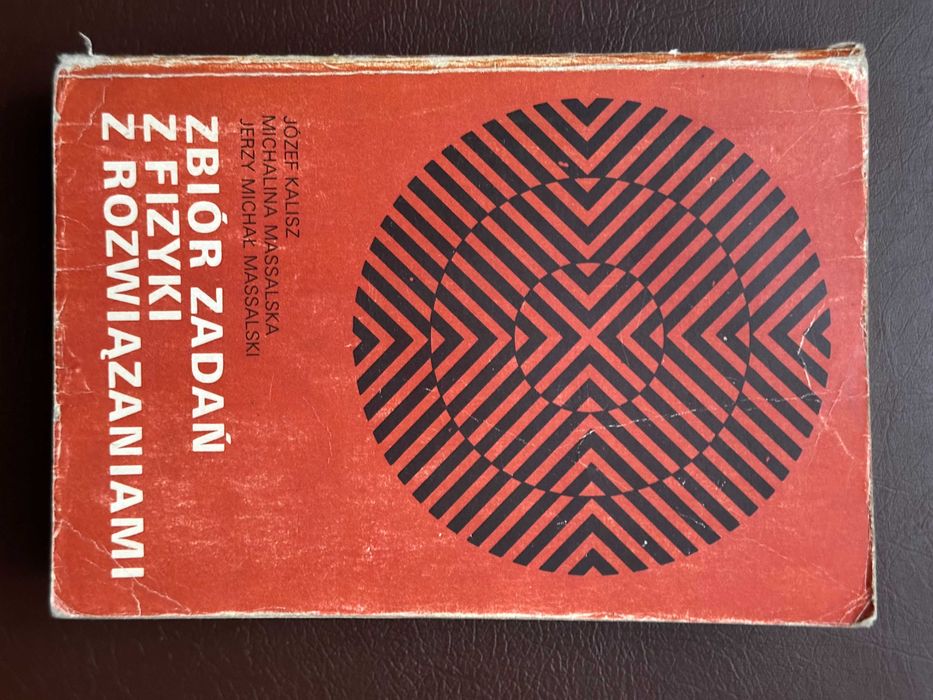 JÓZEF KALISZ
MICHALINA MASSALSKA
JERZY MICHAŁ MASSALSKI
ZBIÓR ZADAŃ
Z FIZYKI
Z ROZWIĄZANIAMI